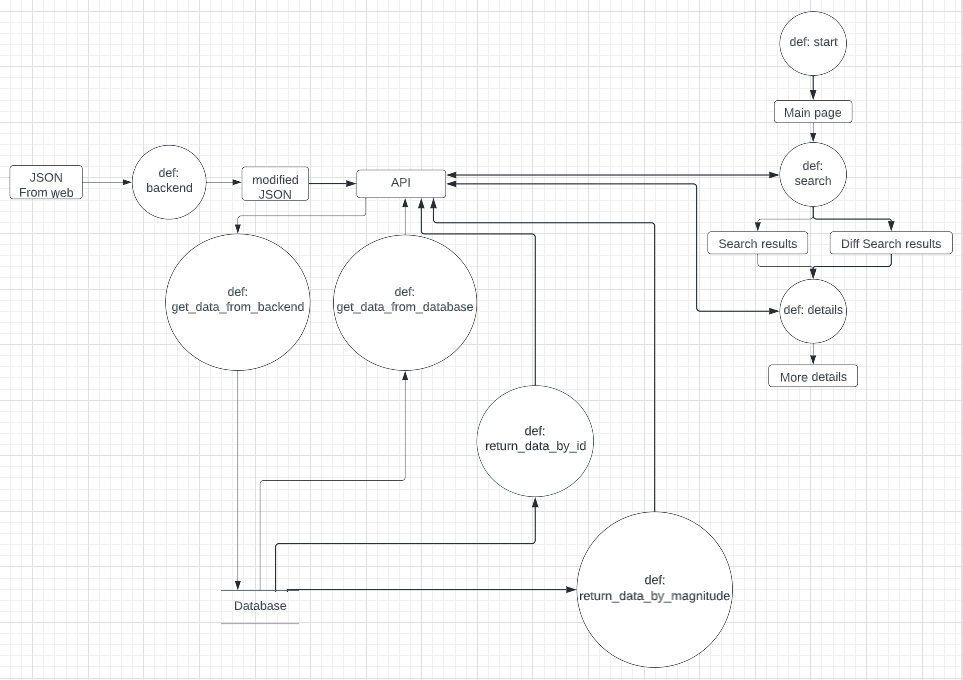 def: start
Main page
def:
search
JSON
From web
def:
backend
modified
JSON
API
Search results
Diff Search results
def:
get_data_from_backend
def:
get_data_from_database
def: details
More details
def:
return_data_by_id
def:
return_data_by_magnitude
Database